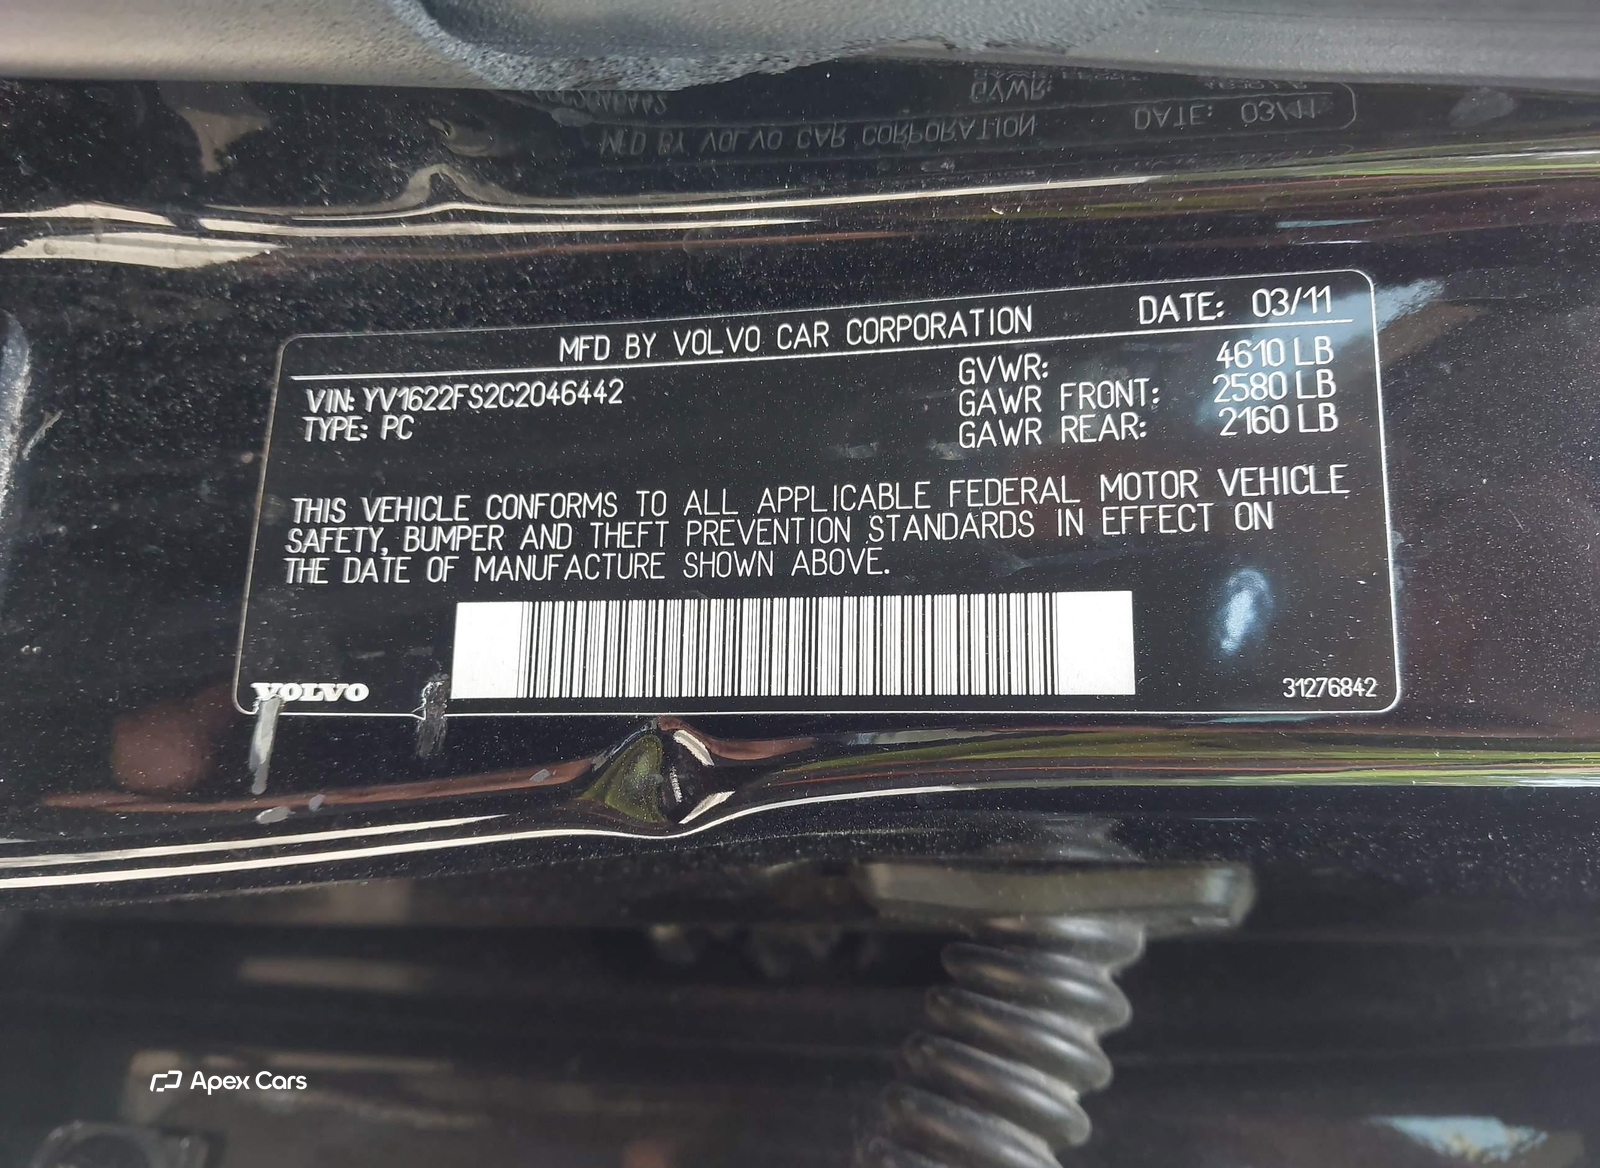 MFD BY VOLVO CAR CORPORATION DATE: 03/11
VIN: YV1622FS2C2046442 GVWR: 4610 LB
TYPE: PC GAWR FRONT: 2580 LB
GAWR REAR: 2160 LB
THIS VEHICLE CONFORMS TO ALL APPLICABLE FEDERAL MOTOR VEHICLE
SAFETY, BUMPER AND THEFT PREVENTION STANDARDS IN EFFECT ON
THE DATE OF MANUFACTURE SHOWN ABOVE.
VOLVO 31276842
Apex Cars